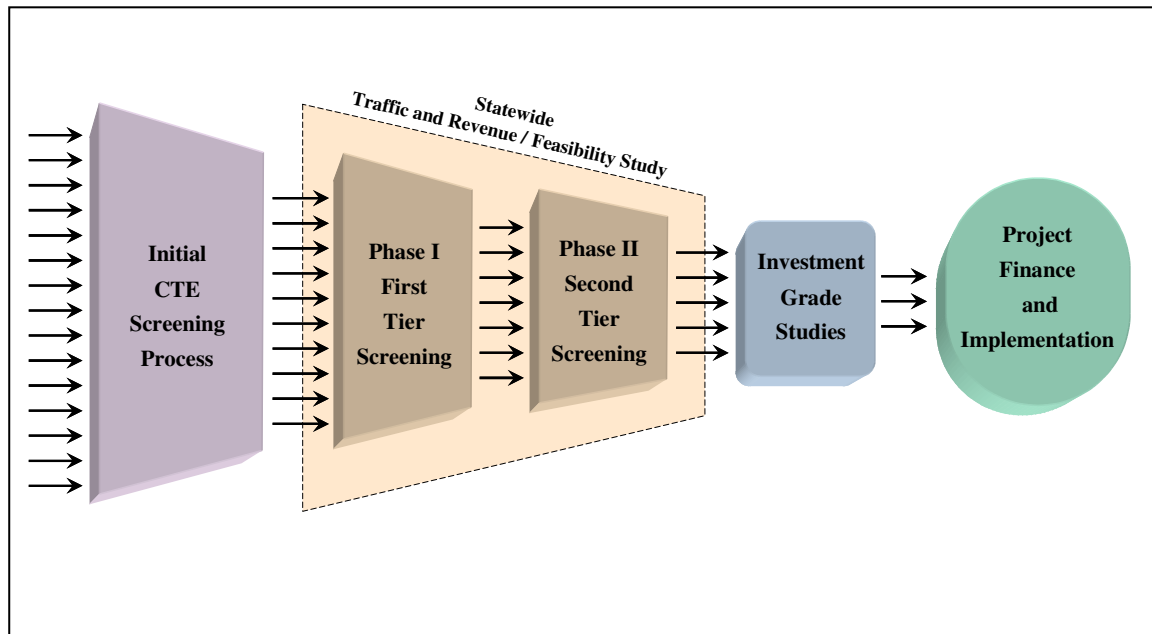 Statewide
Traffic and Revenue / Feasibility Study
Initial
CTE
Screening
Process
Phase I
First
Tier
Screening
Phase II
Second
Tier
Screening
Investment
Grade
Studies
Project
Finance
and
Implementation